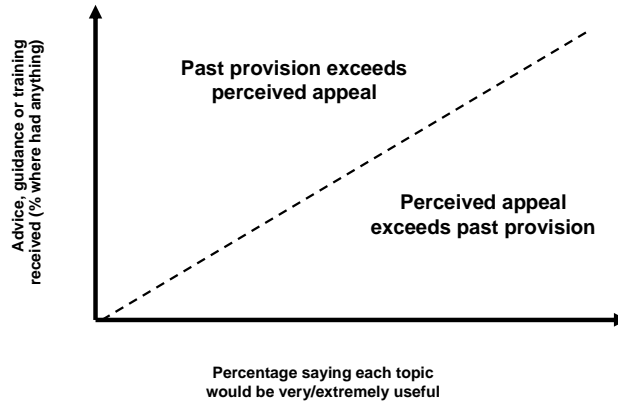 Advice, guidance or training
received (% where had anything)
Past provision exceeds
perceived appeal
Perceived appeal
exceeds past provision
Percentage saying each topic
would be very/extremely useful